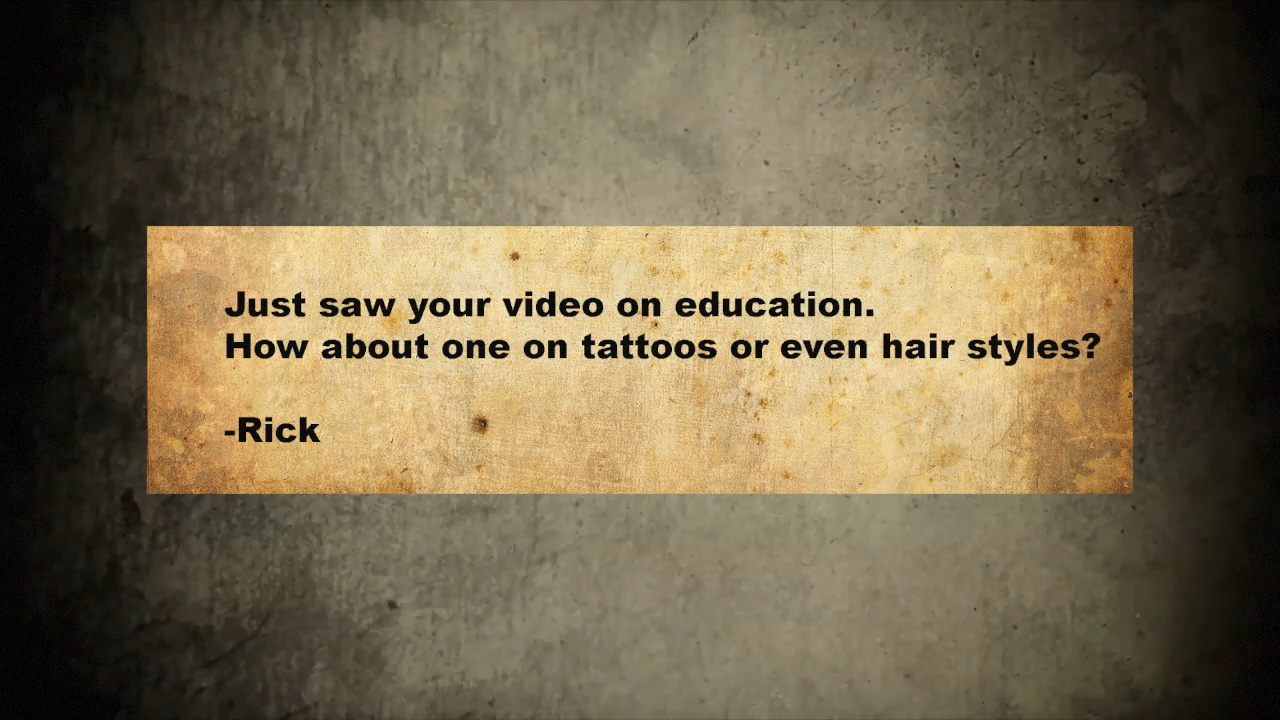 Just saw your video on education.
How about one on tattoos or even hair styles?
-Rick